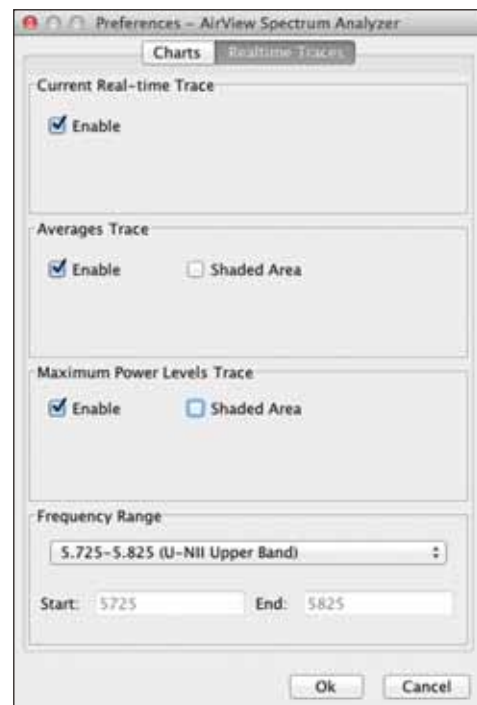 Preferences – AirView Spectrum Analyzer
Charts Realtime Traces
Current Real-time Trace
Enable
Averages Trace
Enable Shaded Area
Maximum Power Levels Trace
Enable Shaded Area
Frequency Range
5.725-5.825 (U-NII Upper Band)
Start: 5725 End: 5825
Ok Cancel